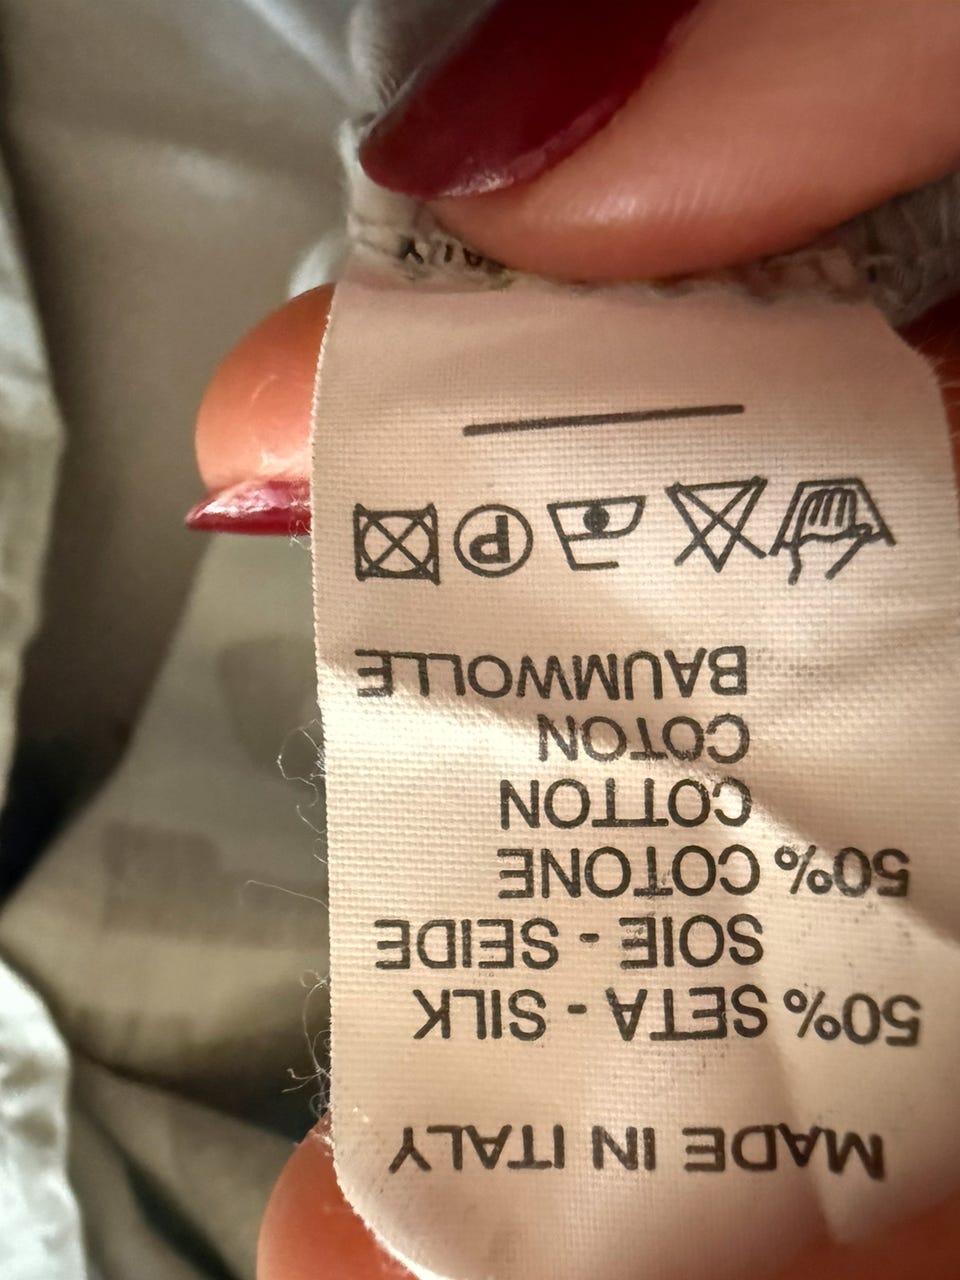 MADE IN ITALY
50% SETA - SILK
SOIE - SEIDE
50% COTONE
COTTON
COTON
BAUMWOLLE
P